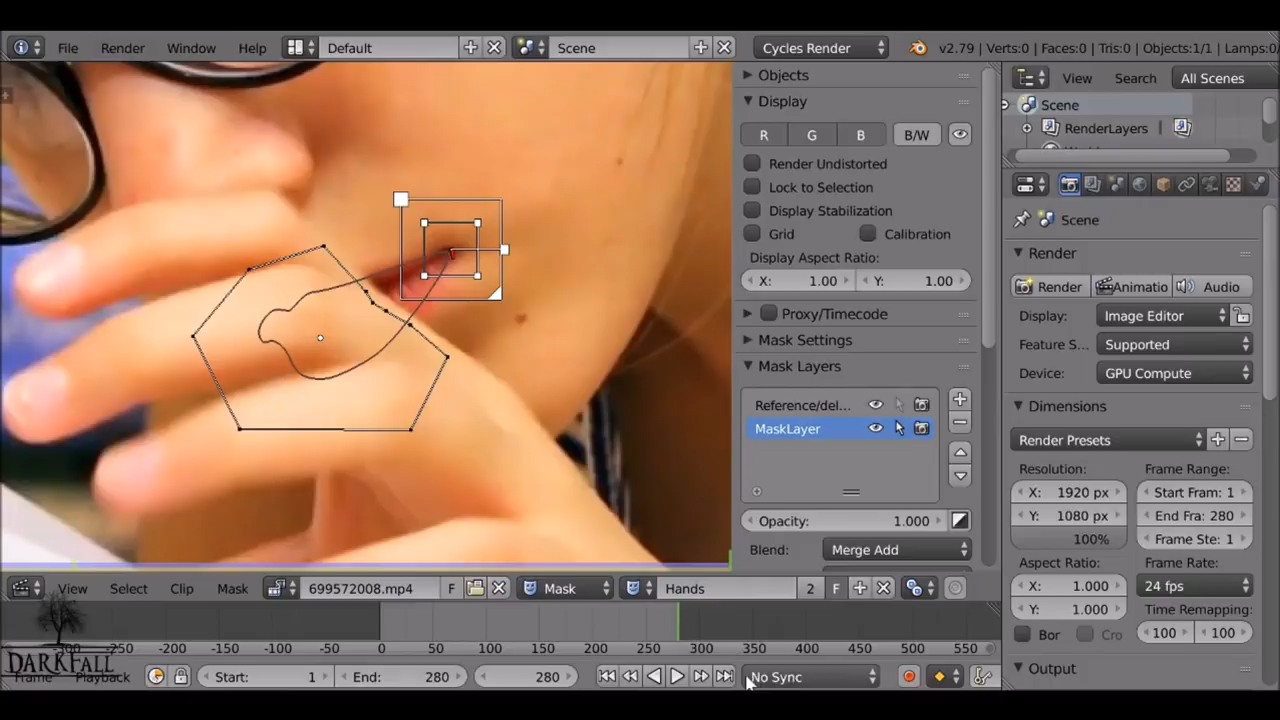 File Render Window Help Default Scene Cycles Render v2.79 | Verts:0 | Faces:0 | Tris:0 | Objects:1/1 | Lamps:0/
Objects
Display
R G B B/W
Render Undistorted
Lock to Selection
Display Stabilization
Grid Calibration
Display Aspect Ratio:
X: 1.00 Y: 1.00
Proxy/Timecode
Mask Settings
Mask Layers
Reference/del...
MaskLayer
Opacity: 1.000
Blend: Merge Add
View Search All Scenes
Scene
RenderLayers
Scene
Render
Render Animatio Audio
Display: Image Editor
Feature S... Supported
Device: GPU Compute
Dimensions
Render Presets
Resolution: Frame Range:
X: 1920 px Start Fram: 1
Y: 1080 px End Fra: 280
100% Frame Ste: 1
Aspect Ratio: Frame Rate:
X: 1.000 24 fps
Y: 1.000 Time Remapping:
Bor Cro 100 100
Output
View Select Clip Mask 699572008.mp4 F Mask Hands 2 F
-300 -250 -200 -150 -100 -50 0 50 100 150 200 250 300 350 400 450 500 550
DARKFALL
Frame Playback Start: 1 End: 280 280 No Sync